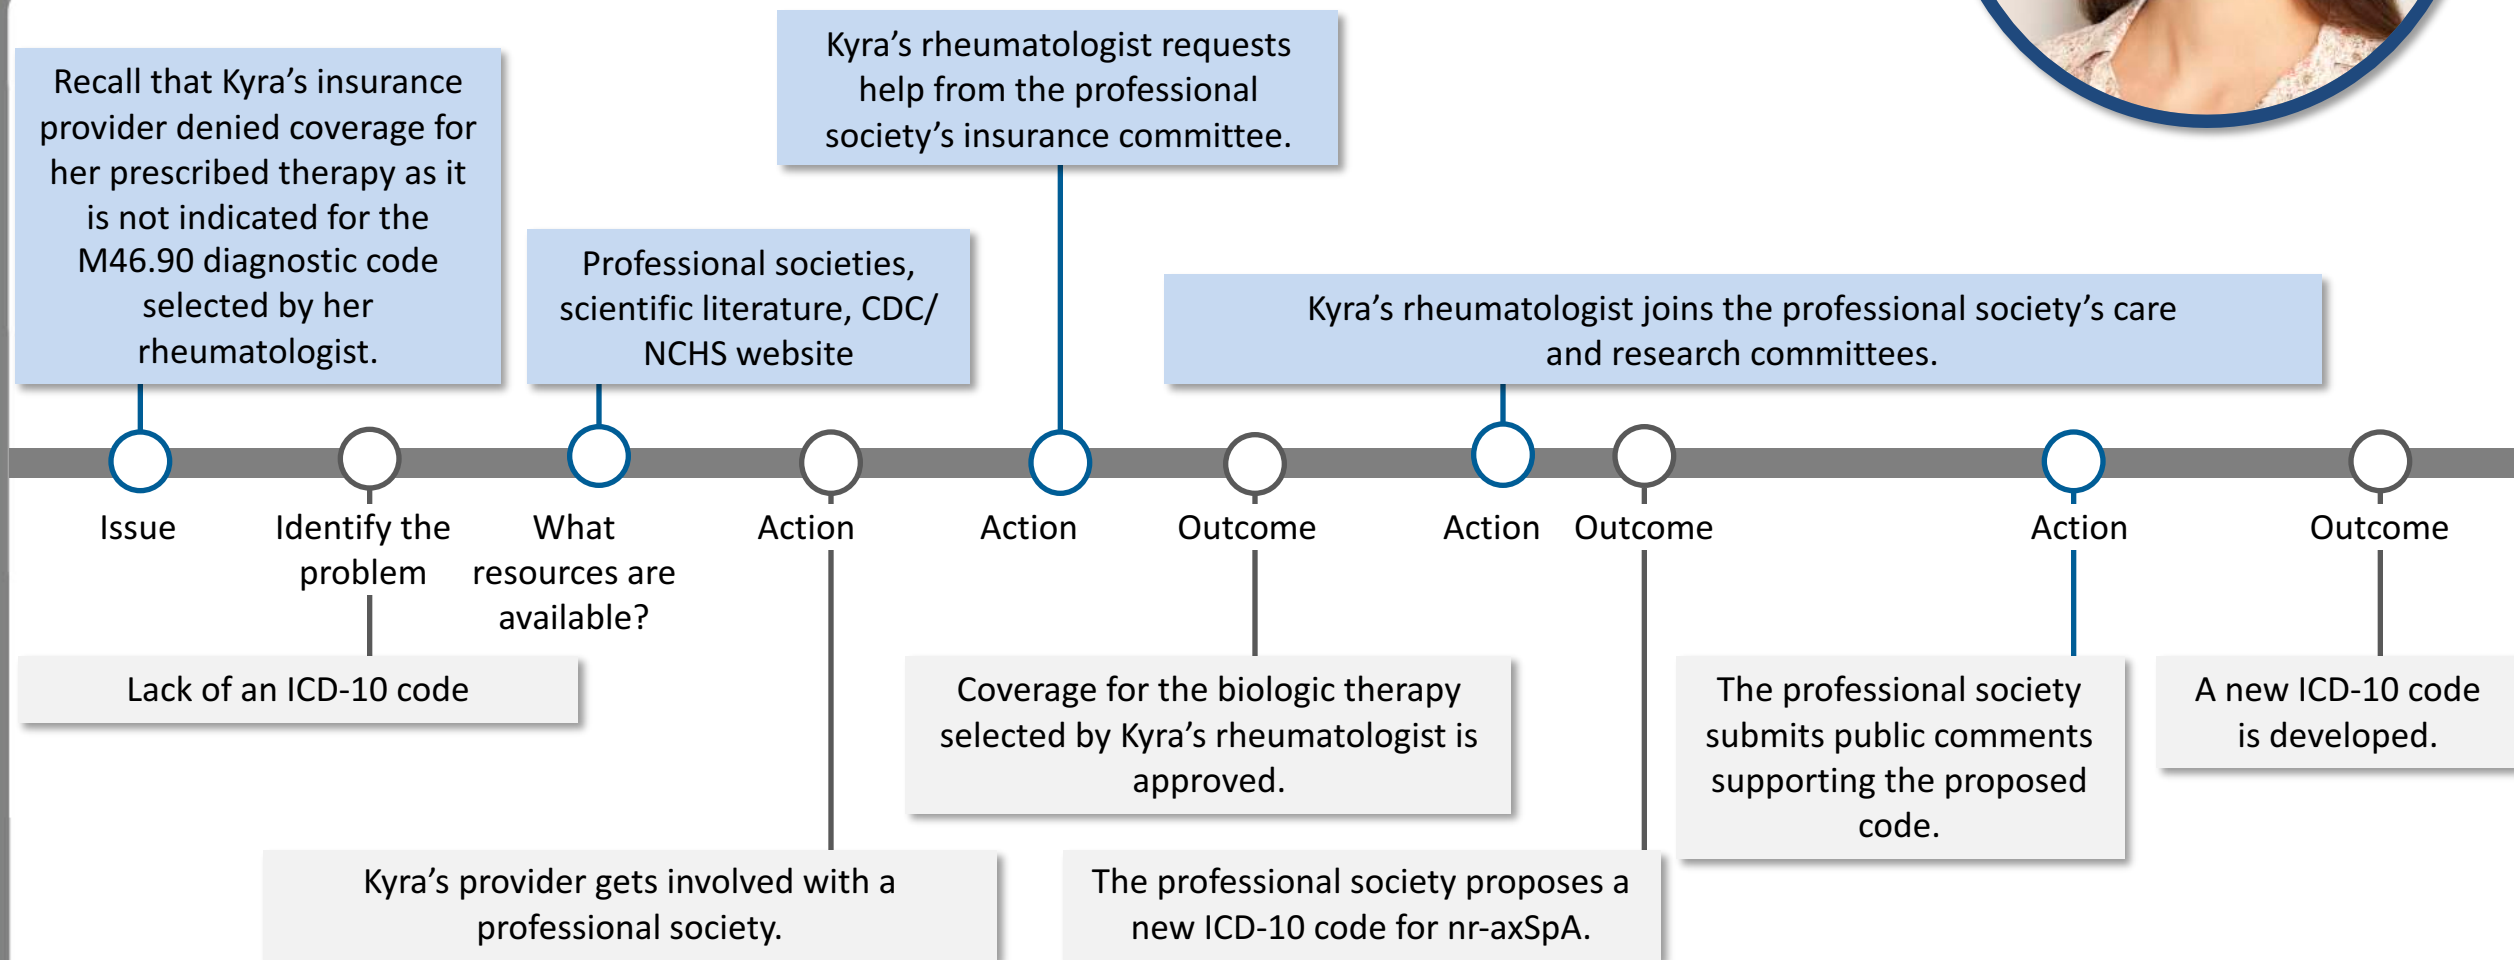 Recall that Kyra’s insurance
provider denied coverage for
her prescribed therapy as it
is not indicated for the
M46.90 diagnostic code
selected by her
rheumatologist.
Professional societies,
scientific literature, CDC/
NCHS website
Kyra’s rheumatologist requests
help from the professional
society’s insurance committee.
Kyra’s rheumatologist joins the professional society’s care
and research committees.
Issue
Identify the
problem
What
resources are
available?
Action
Action
Outcome
Action
Outcome
Action
Outcome
Lack of an ICD-10 code
Kyra’s provider gets involved with a
professional society.
Coverage for the biologic therapy
selected by Kyra’s rheumatologist is
approved.
The professional society proposes a
new ICD-10 code for nr-axSpA.
The professional society
submits public comments
supporting the proposed
code.
A new ICD-10 code
is developed.